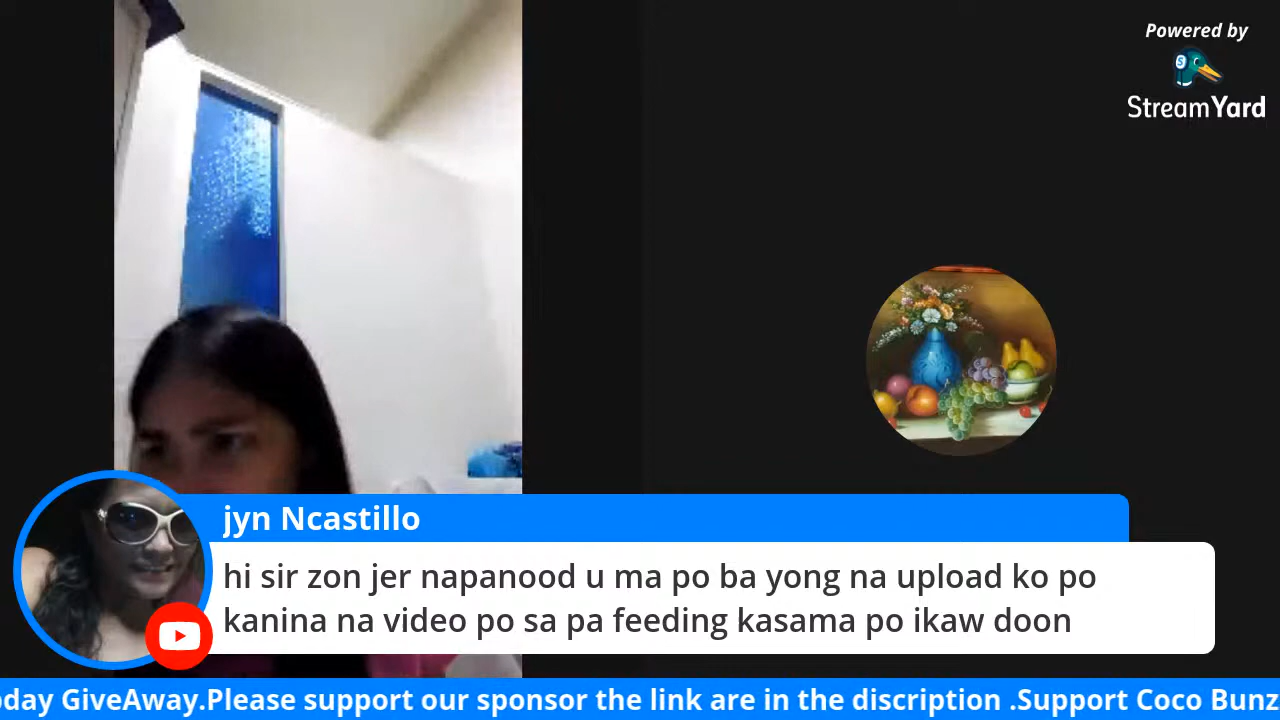 Powered by
StreamYard
jyn Ncastillo
hi sir zon jer napanood u ma po ba yong na upload ko po
kanina na video po sa pa feeding kasama po ikaw doon
day GiveAway.Please support our sponsor the link are in the discription .Support Coco Bunz